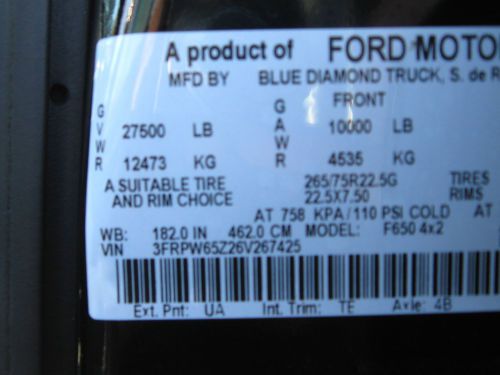 A product of FORD MOTO
MFD BY BLUE DIAMOND TRUCK, S. de R
GVWR 27500 LB GAWR FRONT 10000 LB
12473 KG 4535 KG
A SUITABLE TIRE 265/75R22.5G TIRES
AND RIM CHOICE 22.5X7.50 RIMS
AT 758 KPA/110 PSI COLD AT
WB: 182.0 IN 462.0 CM MODEL: F650 4x2
VIN 3FRPW65Z26V267425
Ext. Pnt: UA Int. Trim: TE Axle: 4B